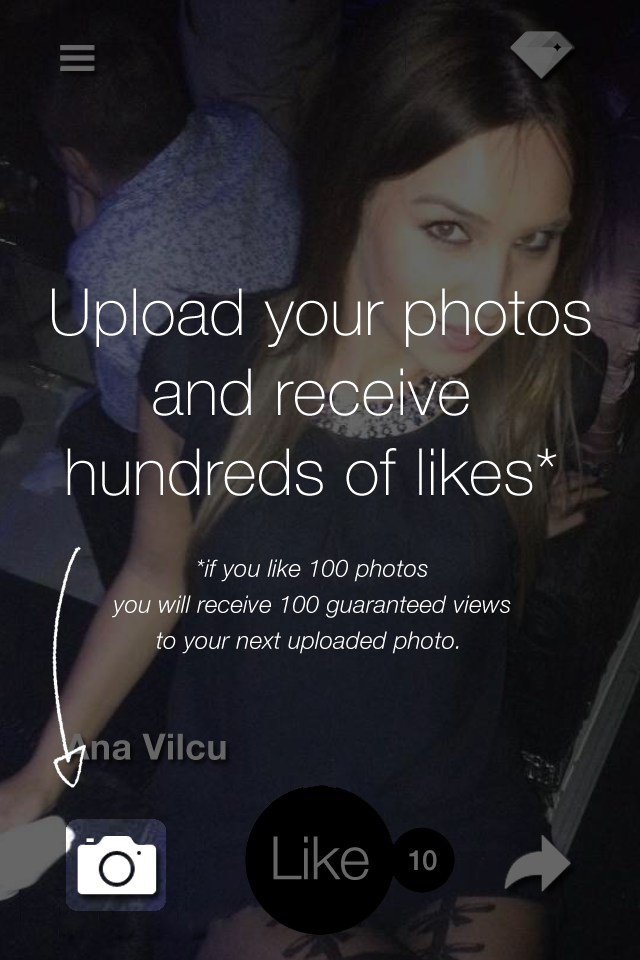 Upload your photos
and receive
hundreds of likes*
*if you like 100 photos
you will receive 100 guaranteed views
to your next uploaded photo.
Ana Vilcu
Like 10